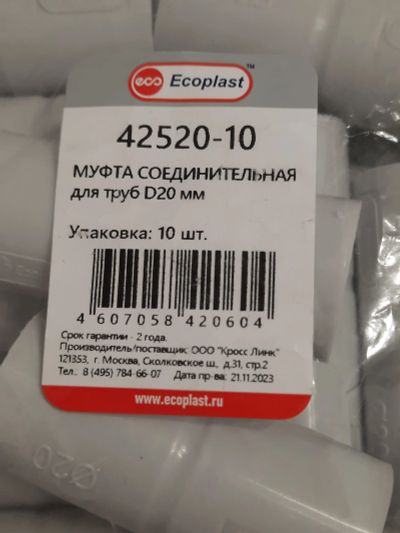 eco Ecoplast™
42520-10
МУФТА СОЕДИНИТЕЛЬНАЯ
для труб D20 мм
Упаковка: 10 шт.
4 607058 420604
Срок гарантии - 2 года.
Производитель/поставщик: ООО "Кросс Линк"
121353, г. Москва, Сколковское ш., д.31, стр.2
Тел.: 8 (495) 784-66-07 Дата пр-ва: 21.11.2023
www.ecoplast.ru
Ø20